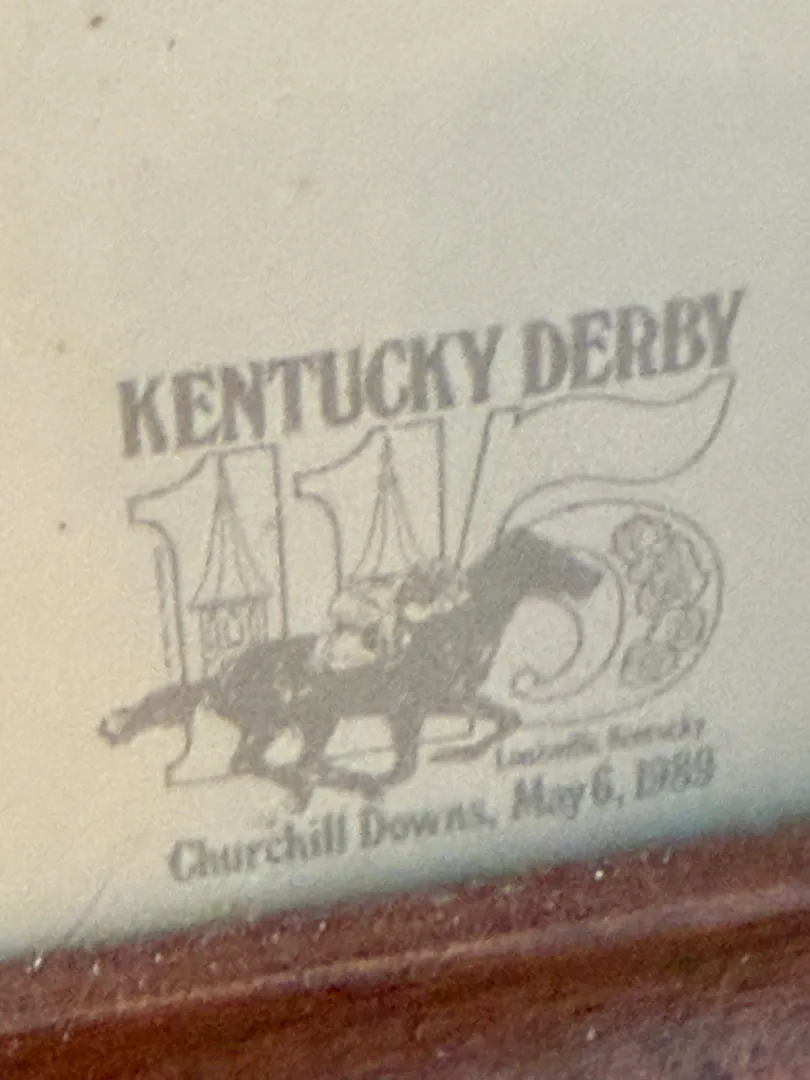 KENTUCKY DERBY
115
Louisville, Kentucky
Churchill Downs, May 6, 1989